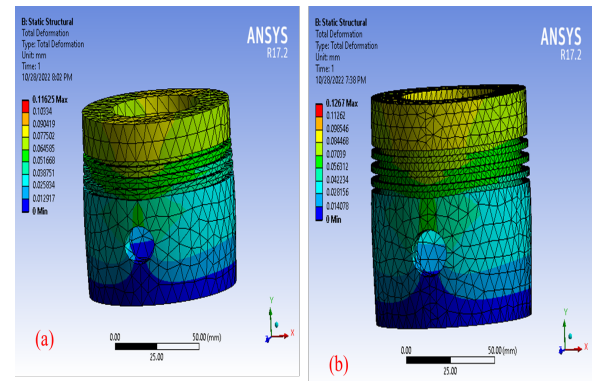 B: Static Structural
Total Deformation
Type: Total Deformation
Unit: mm
Time: 1
10/28/2022 8:02 PM
ANSYS
R17.2
0.11625 Max
0.10334
0.090419
0.077502
0.064585
0.051668
0.038751
0.025834
0.012917
0 Min
Y
X
0.00
50.00 (mm)
25.00
(a)
B: Static Structural
Total Deformation
Type: Total Deformation
Unit: mm
Time: 1
10/28/2022 7:38 PM
ANSYS
R17.2
0.1267 Max
0.11262
0.098546
0.084468
0.07039
0.056312
0.042234
0.028156
0.014078
0 Min
Y
X
0.00
50.00 (mm)
25.00
(b)